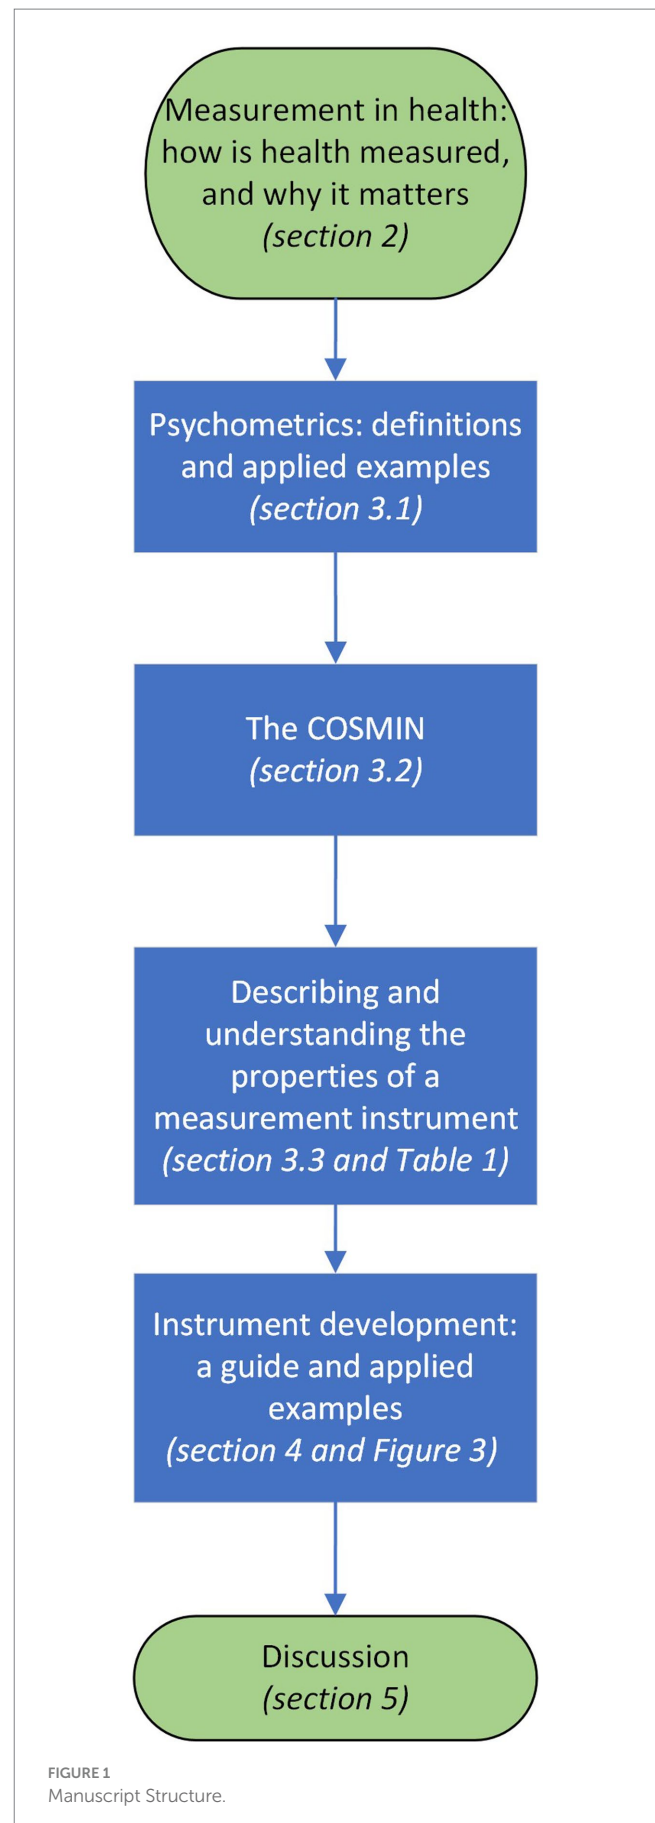 Measurement in health:
how is health measured,
and why it matters
(section 2)
Psychometrics: definitions
and applied examples
(section 3.1)
The COSMIN
(section 3.2)
Describing and
understanding the
properties of a
measurement instrument
(section 3.3 and Table 1)
Instrument development:
a guide and applied
examples
(section 4 and Figure 3)
Discussion
(section 5)
FIGURE 1
Manuscript Structure.